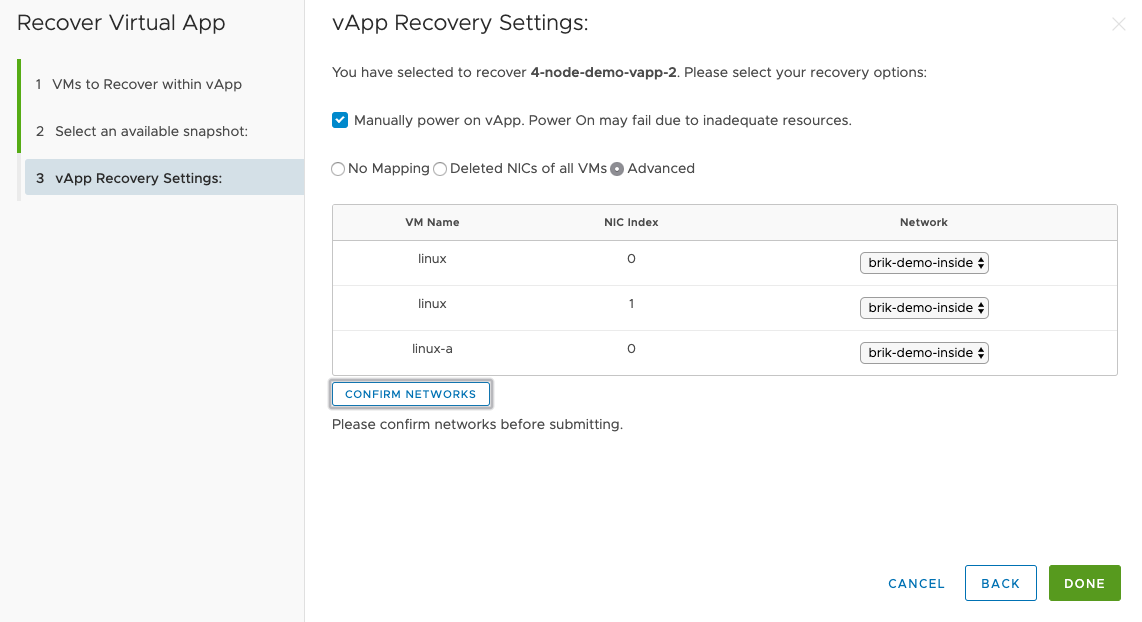 Recover Virtual App
1 VMs to Recover within vApp
2 Select an available snapshot:
3 vApp Recovery Settings:
vApp Recovery Settings:
You have selected to recover 4-node-demo-vapp-2. Please select your recovery options:
Manually power on vApp. Power On may fail due to inadequate resources.
No Mapping Deleted NICs of all VMs Advanced
VM Name NIC Index Network
linux 0 brik-demo-inside
linux 1 brik-demo-inside
linux-a 0 brik-demo-inside
CONFIRM NETWORKS
Please confirm networks before submitting.
CANCEL BACK DONE